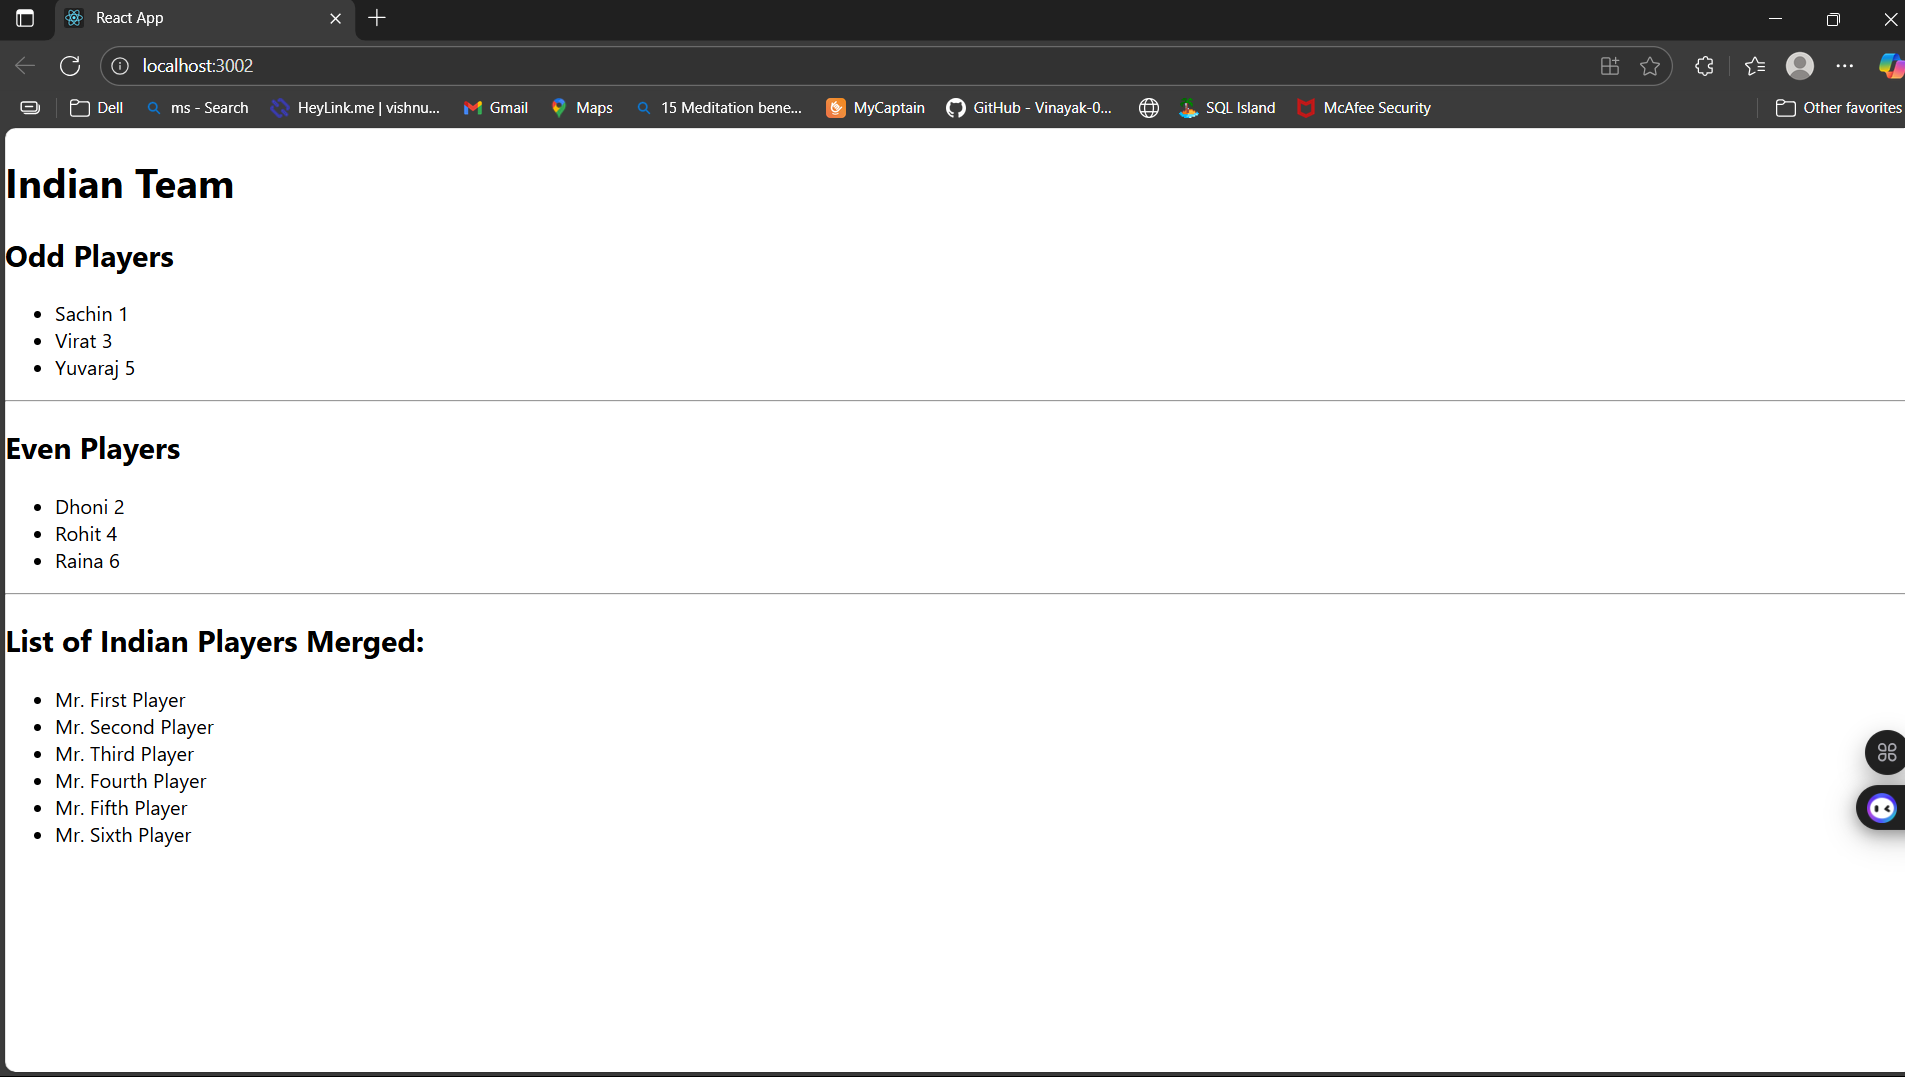 React App
localhost:3002
Dell ms - Search HeyLink.me | vishnu... Gmail Maps 15 Meditation bene... MyCaptain GitHub - Vinayak-0... SQL Island McAfee Security Other favorites
Indian Team
Odd Players
Sachin 1
Virat 3
Yuvaraj 5
Even Players
Dhoni 2
Rohit 4
Raina 6
List of Indian Players Merged:
Mr. First Player
Mr. Second Player
Mr. Third Player
Mr. Fourth Player
Mr. Fifth Player
Mr. Sixth Player